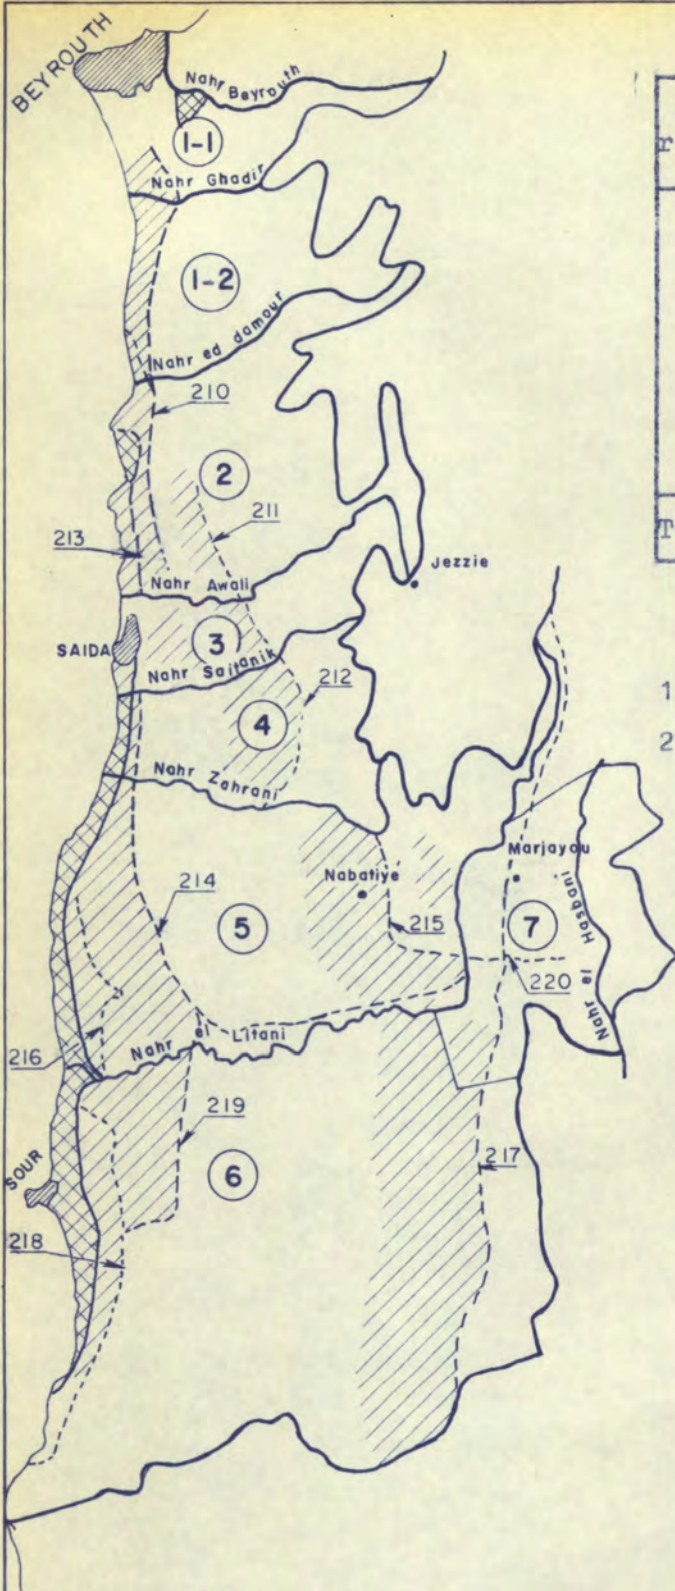 BEYROUTH
Nahr Beyrouth
1-1
Nahr Ghadir
1-2
Nahr ed damour
210
2
211
213
Nahr Awali
Jezzie
SAIDA
3
Nahr Saitanik
212
1
4
2
Nahr Zahrani
Marjayou
Nabatiye
214
5
215
7
Nahr el Hasbani
220
216
Nahr el Litani
219
SOUR
6
217
218
T